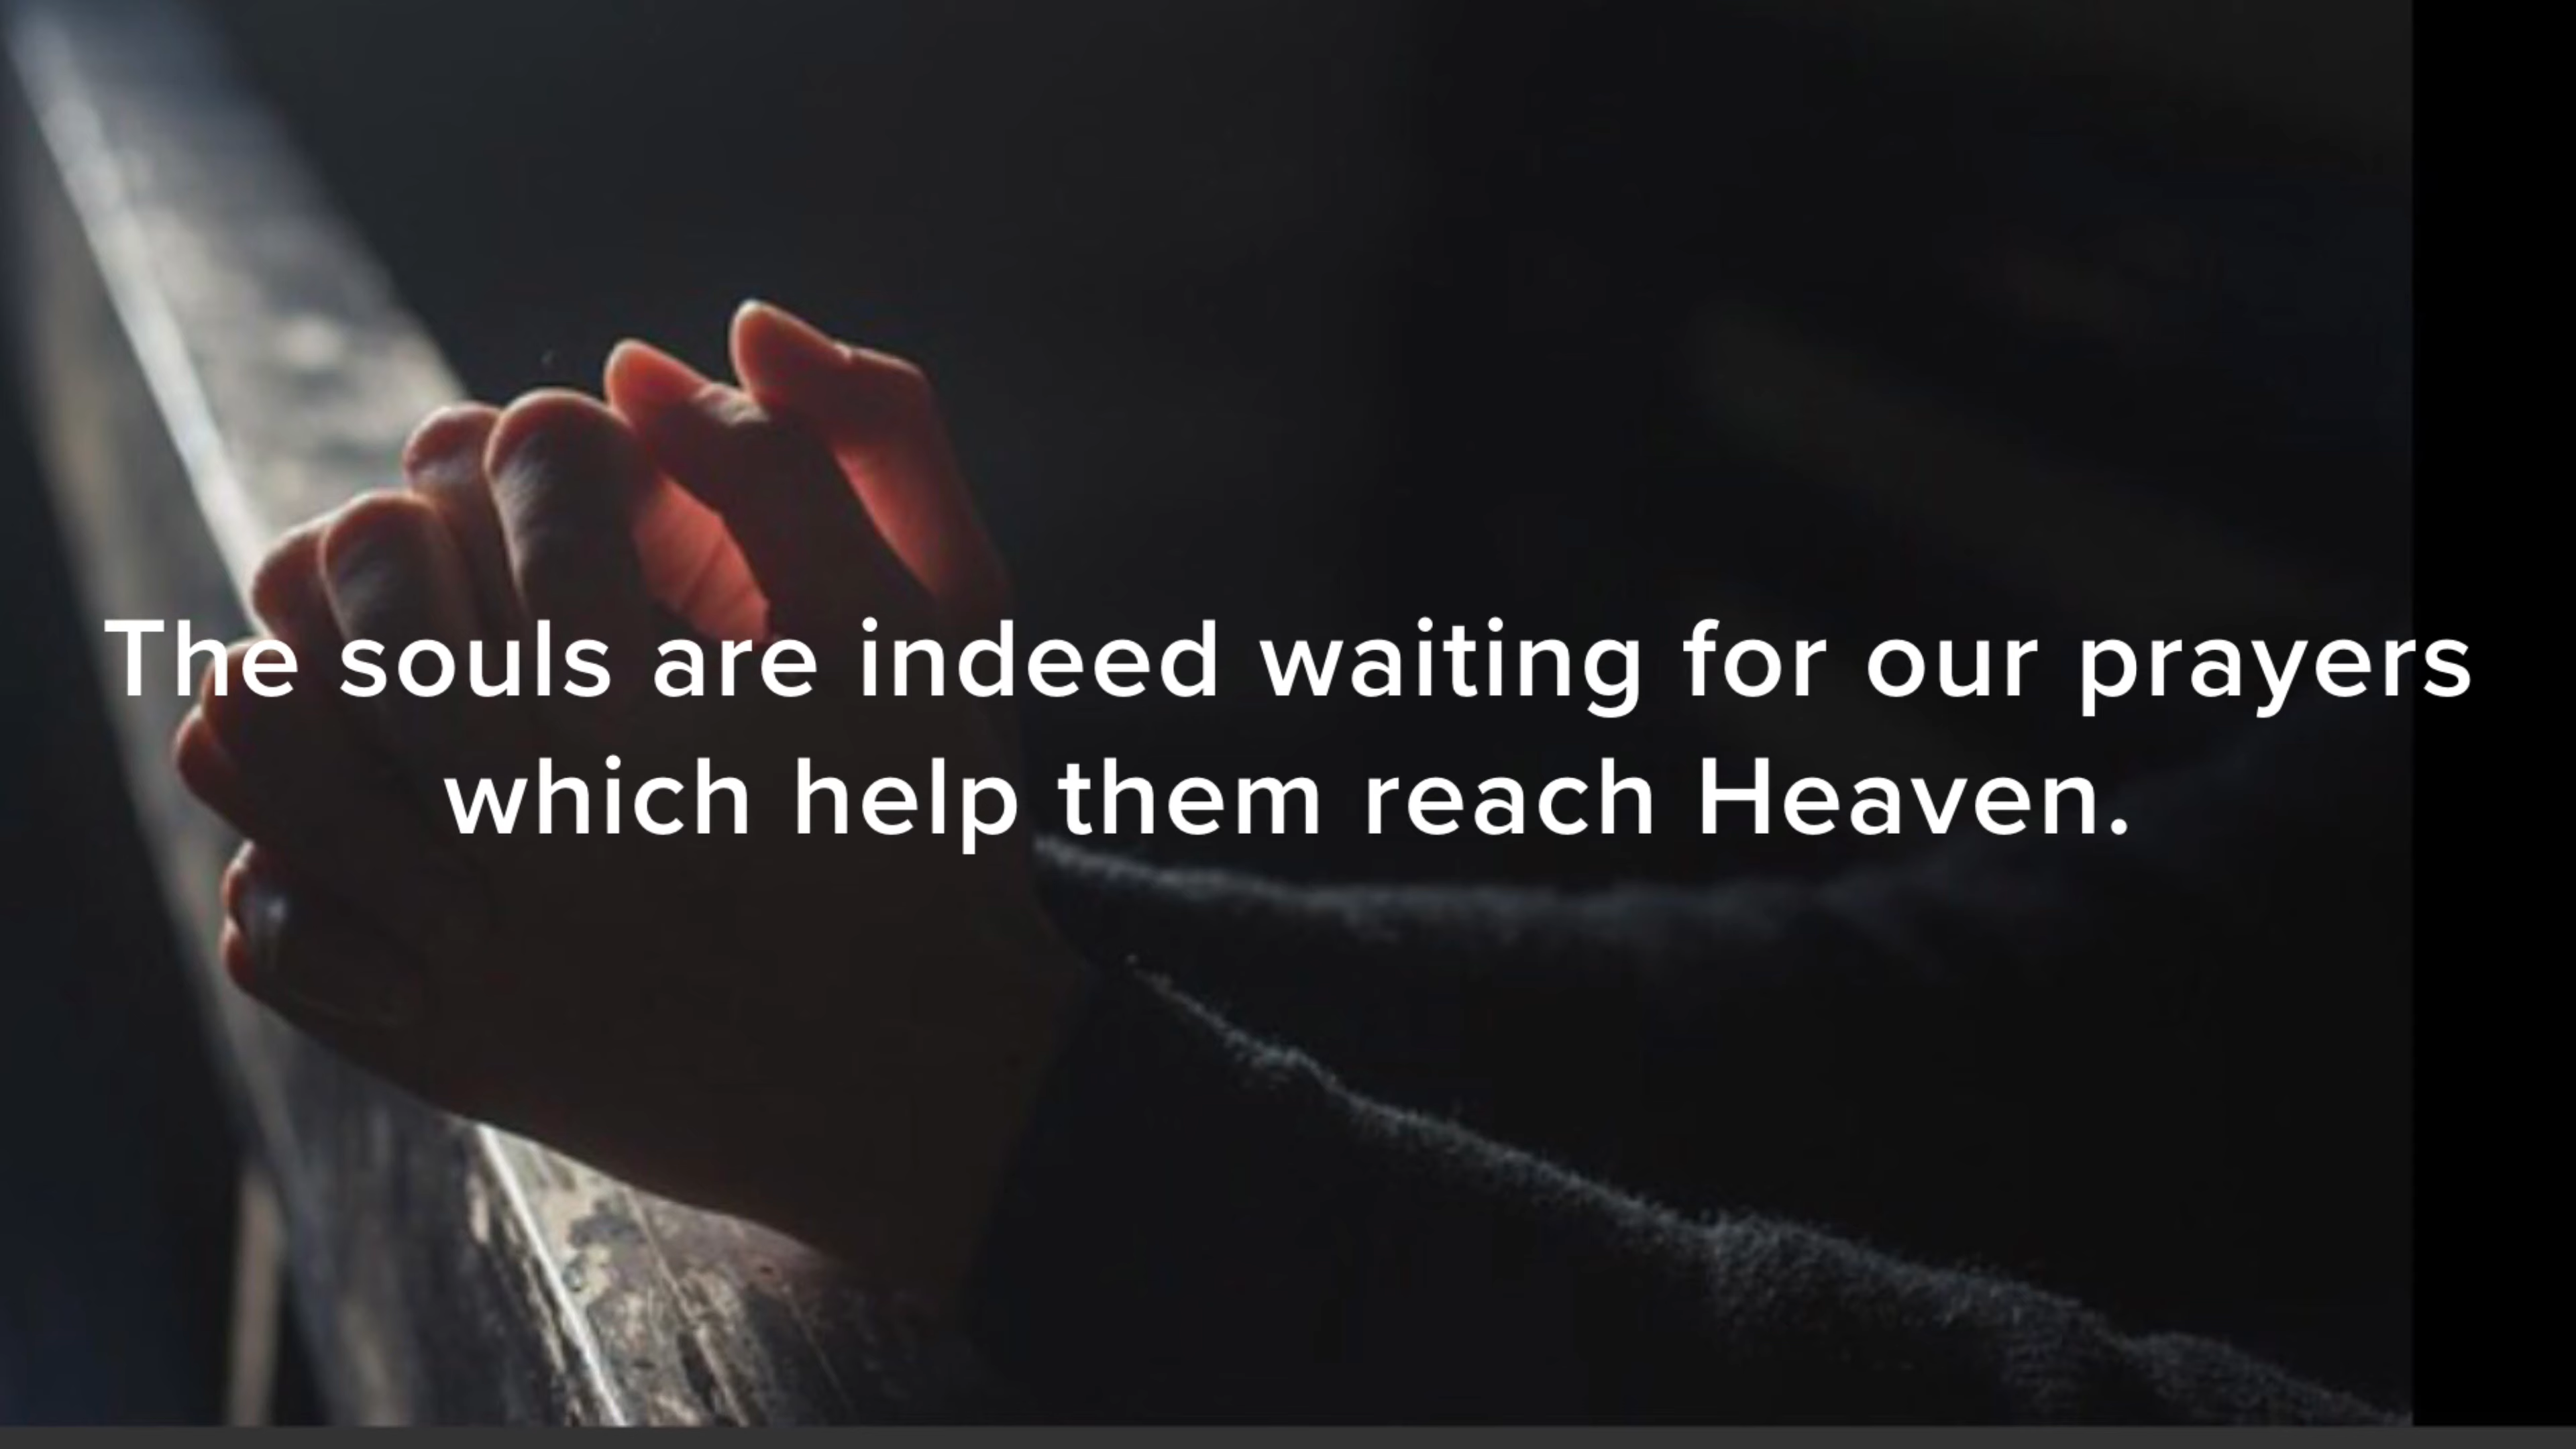 The souls are indeed waiting for our prayers
which help them reach Heaven.